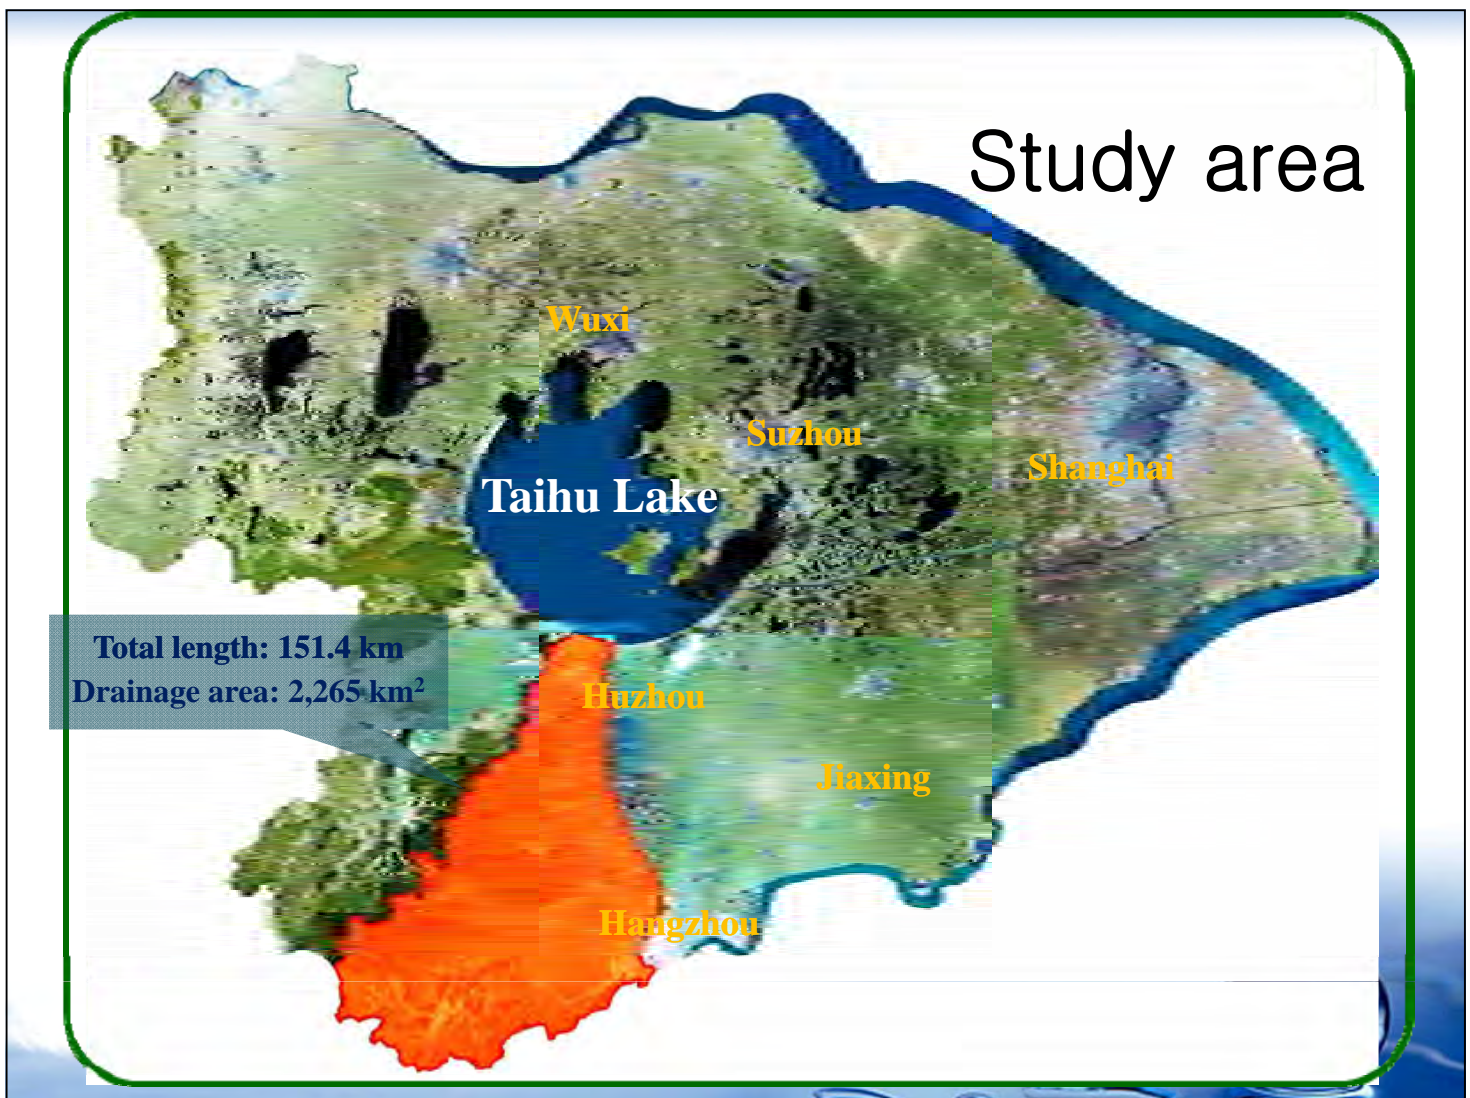 Study area
Wuxi
Suzhou
Shanghai
Taihu Lake
Total length: 151.4 km
Drainage area: 2,265 km²
Huzhou
Jiaxing
Hangzhou